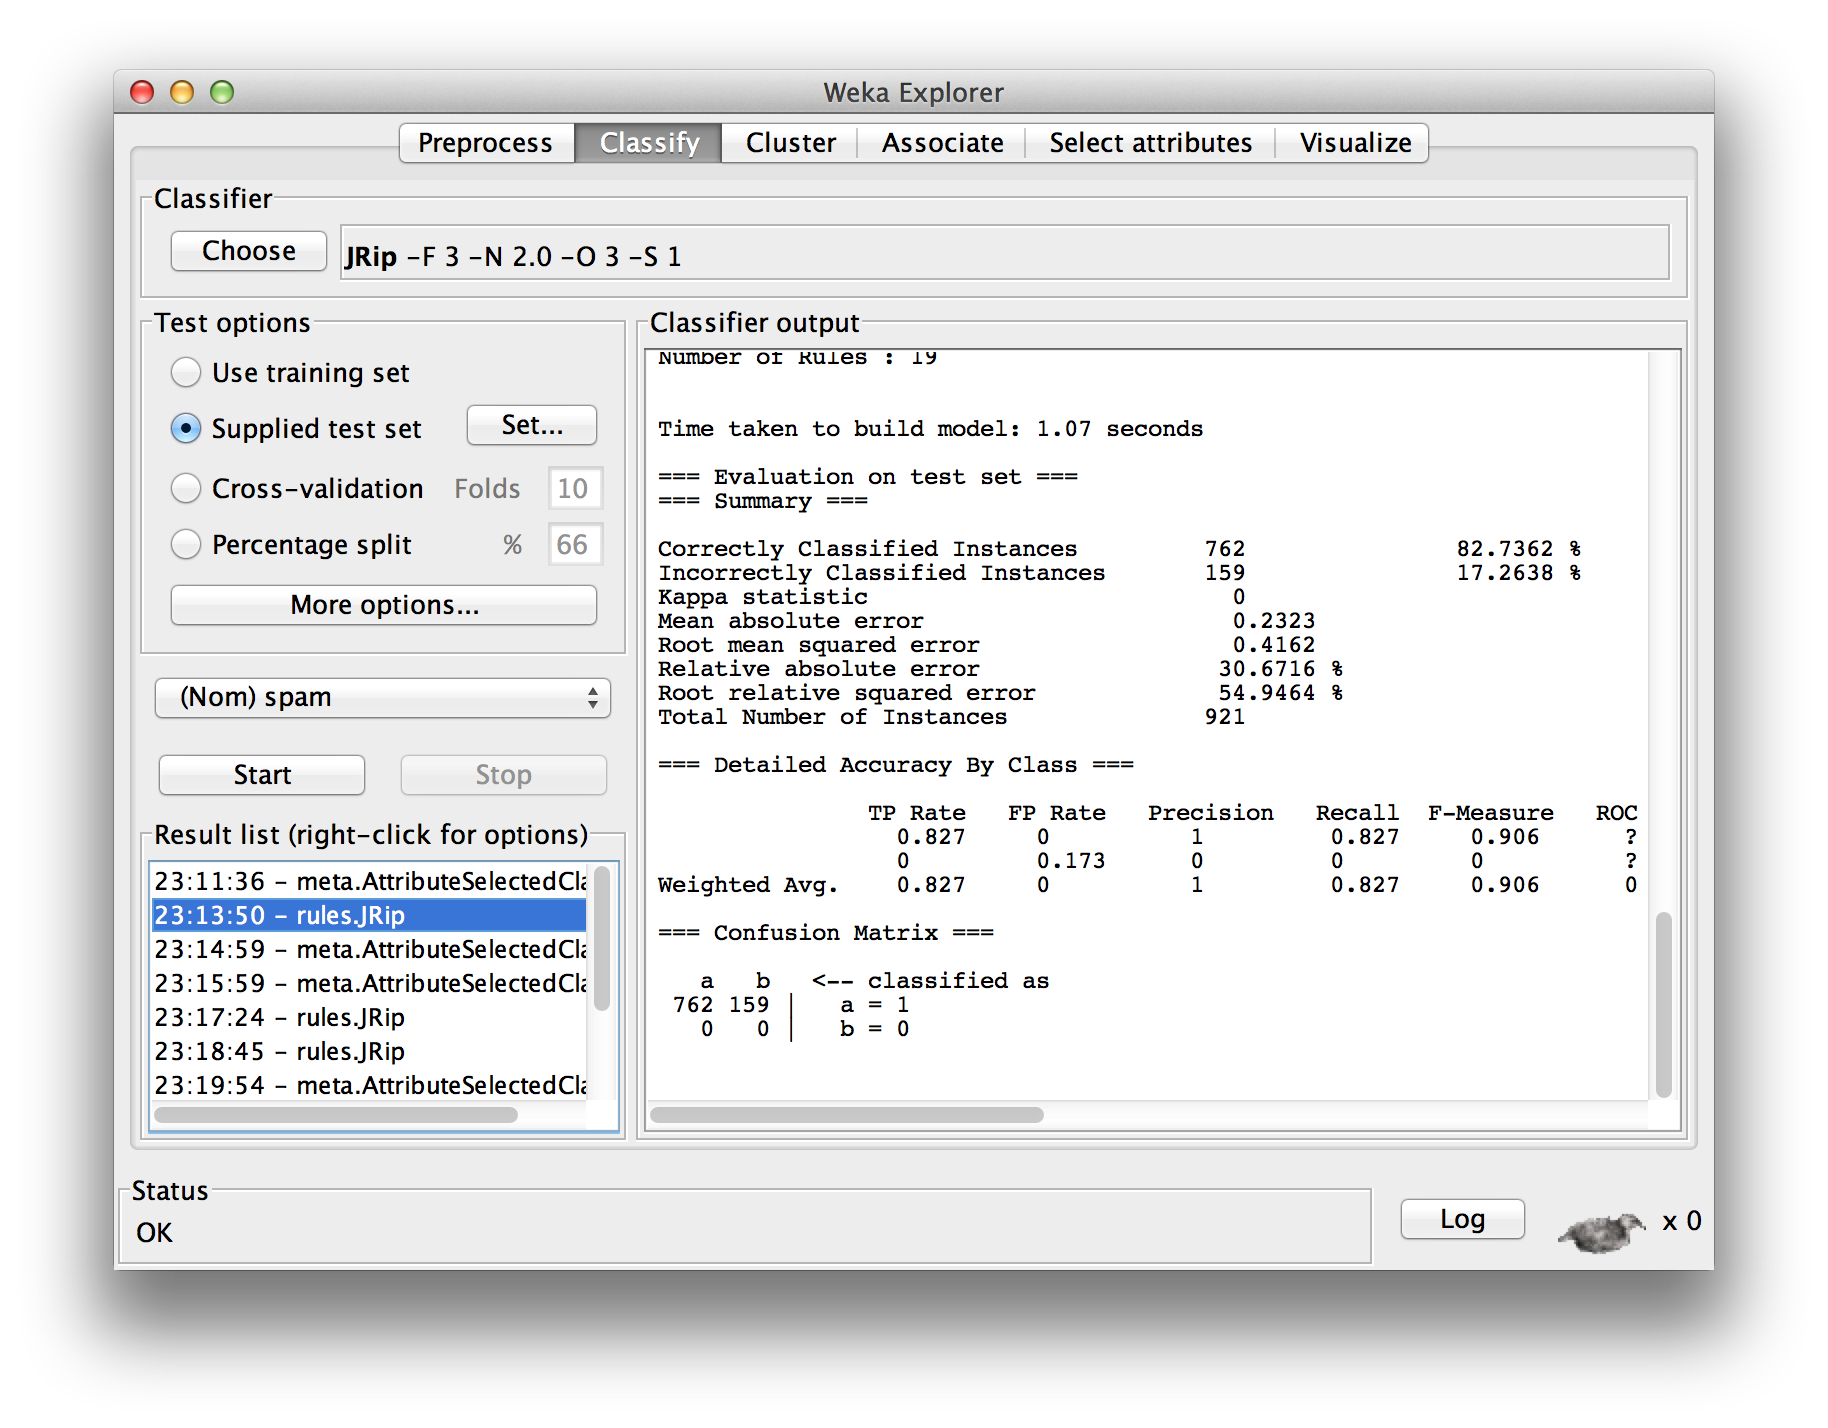 Weka Explorer
Preprocess Classify Cluster Associate Select attributes Visualize
Classifier
Choose JRip -F 3 -N 2.0 -O 3 -S 1
Test options
Use training set
Supplied test set Set...
Cross-validation Folds 10
Percentage split % 66
More options...
(Nom) spam
Start Stop
Result list (right-click for options)
23:11:36 - meta.AttributeSelectedCla
23:13:50 - rules.JRip
23:14:59 - meta.AttributeSelectedCla
23:15:59 - meta.AttributeSelectedCla
23:17:24 - rules.JRip
23:18:45 - rules.JRip
23:19:54 - meta.AttributeSelectedCla
Classifier output
Number of Rules : 19
Time taken to build model: 1.07 seconds
=== Evaluation on test set ===
=== Summary ===
Correctly Classified Instances 762 82.7362 %
Incorrectly Classified Instances 159 17.2638 %
Kappa statistic 0
Mean absolute error 0.2323
Root mean squared error 0.4162
Relative absolute error 30.6716 %
Root relative squared error 54.9464 %
Total Number of Instances 921
=== Detailed Accuracy By Class ===
TP Rate FP Rate Precision Recall F-Measure ROC
0.827 0 1 0.827 0.906 ?
0 0.173 0 0 0 ?
Weighted Avg. 0.827 0 1 0.827 0.906 0
=== Confusion Matrix ===
a b <-- classified as
762 159 | a = 1
0 0 | b = 0
Status
OK
Log x 0